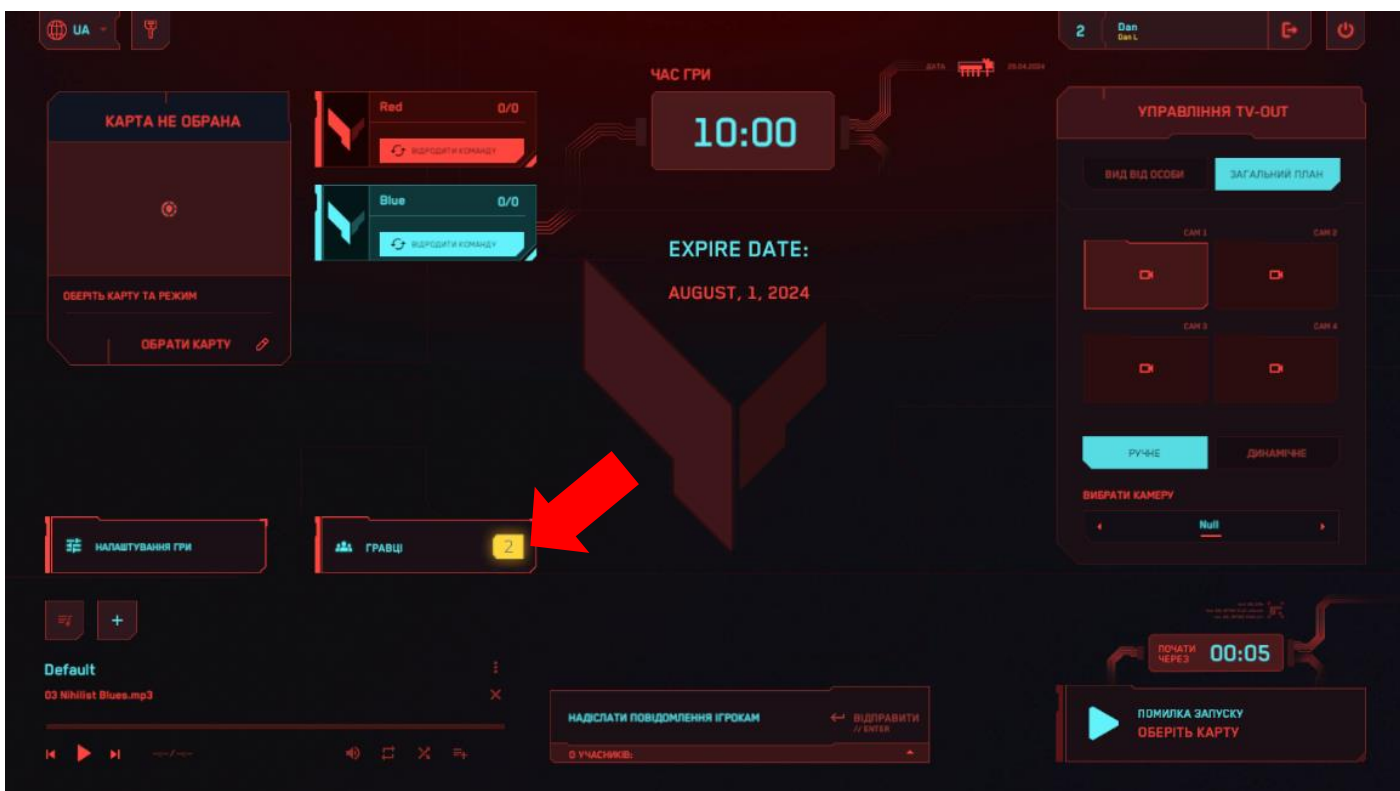 UA
2
Dan
Dan L
ЧАС ГРИ
10:00
ДАТА
КАРТА НЕ ОБРАНА
ОБЕРІТЬ КАРТУ ТА РЕЖИМ
ОБРАТИ КАРТУ
Red 0/0
ВІДРОДИТИ КОМАНДУ
Blue 0/0
ВІДРОДИТИ КОМАНДУ
EXPIRE DATE:
AUGUST, 1, 2024
УПРАВЛІННЯ TV-OUT
ВИД ВІД ОСОБИ
ЗАГАЛЬНИЙ ПЛАН
CAM 1
CAM 2
CAM 3
CAM 4
РУЧНЕ
ДИНАМІЧНЕ
ВИБРАТИ КАМЕРУ
Null
НАЛАШТУВАННЯ ГРИ
ГРАВЦІ 2
Default
03 Nihilist Blues.mp3
--:-- / --:--
НАДІСЛАТИ ПОВІДОМЛЕННЯ ІГРОКАМ
ВІДПРАВИТИ
// ENTER
0 УЧАСНИКІВ:
ПОЧАТИ
ЧЕРЕЗ
00:05
ПОМИЛКА ЗАПУСКУ
ОБЕРІТЬ КАРТУ